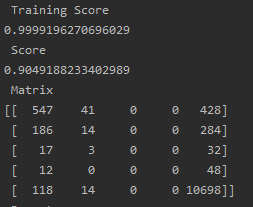 Training Score
0.9999196270696029
Score
0.9049188233402989
Matrix
[[ 547 41 0 0 428]
[ 186 14 0 0 284]
[ 17 3 0 0 32]
[ 12 0 0 0 48]
[ 118 14 0 0 10698]]